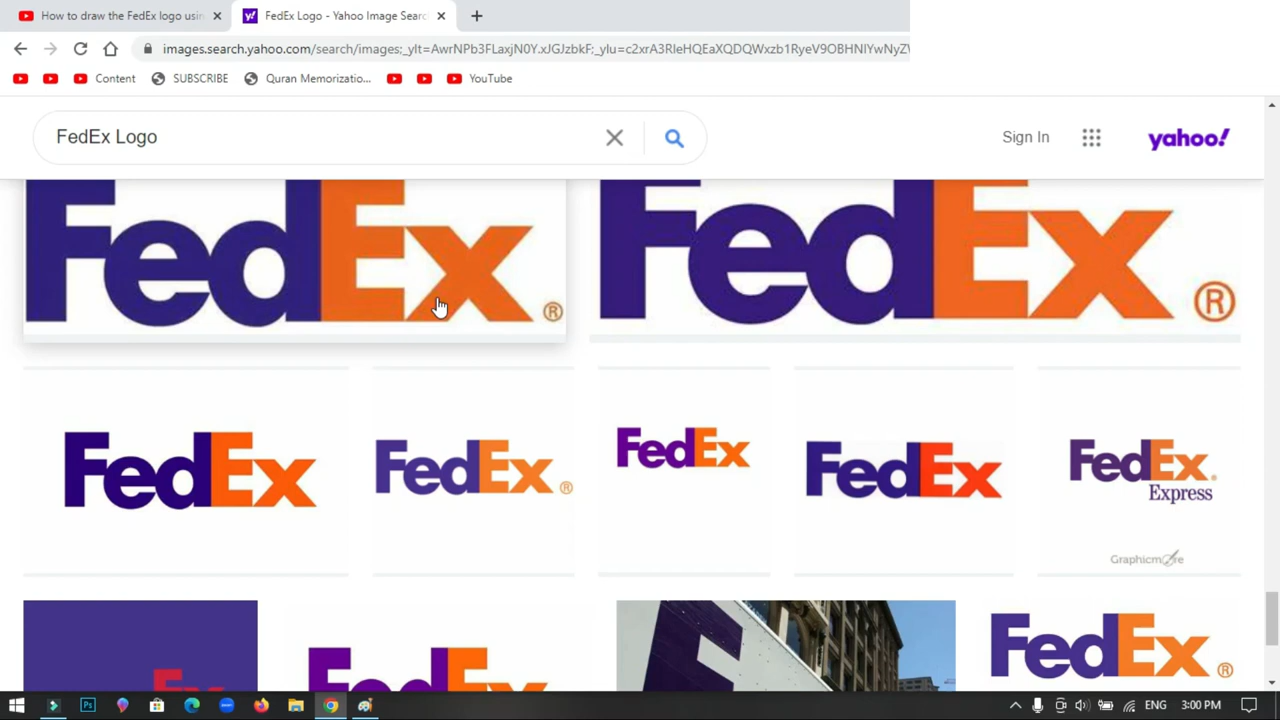 How to draw the FedEx logo usin
FedEx Logo - Yahoo Image Searc
images.search.yahoo.com/search/images;_ylt=AwrNPb3FLaxjN0Y.xJGJzbkF;_ylu=c2xrA3RleHQEaXQDQWxzb1RyeV9OBHNlYwNyZV
Content
SUBSCRIBE
Quran Memorizatio...
YouTube
FedEx Logo
Sign In
yahoo!
FedEx ®
FedEx ®
FedEx
FedEx ®
FedEx
FedEx
FedEx®
Express
Graphicmore
Ex
FedEx ®
ENG
3:00 PM